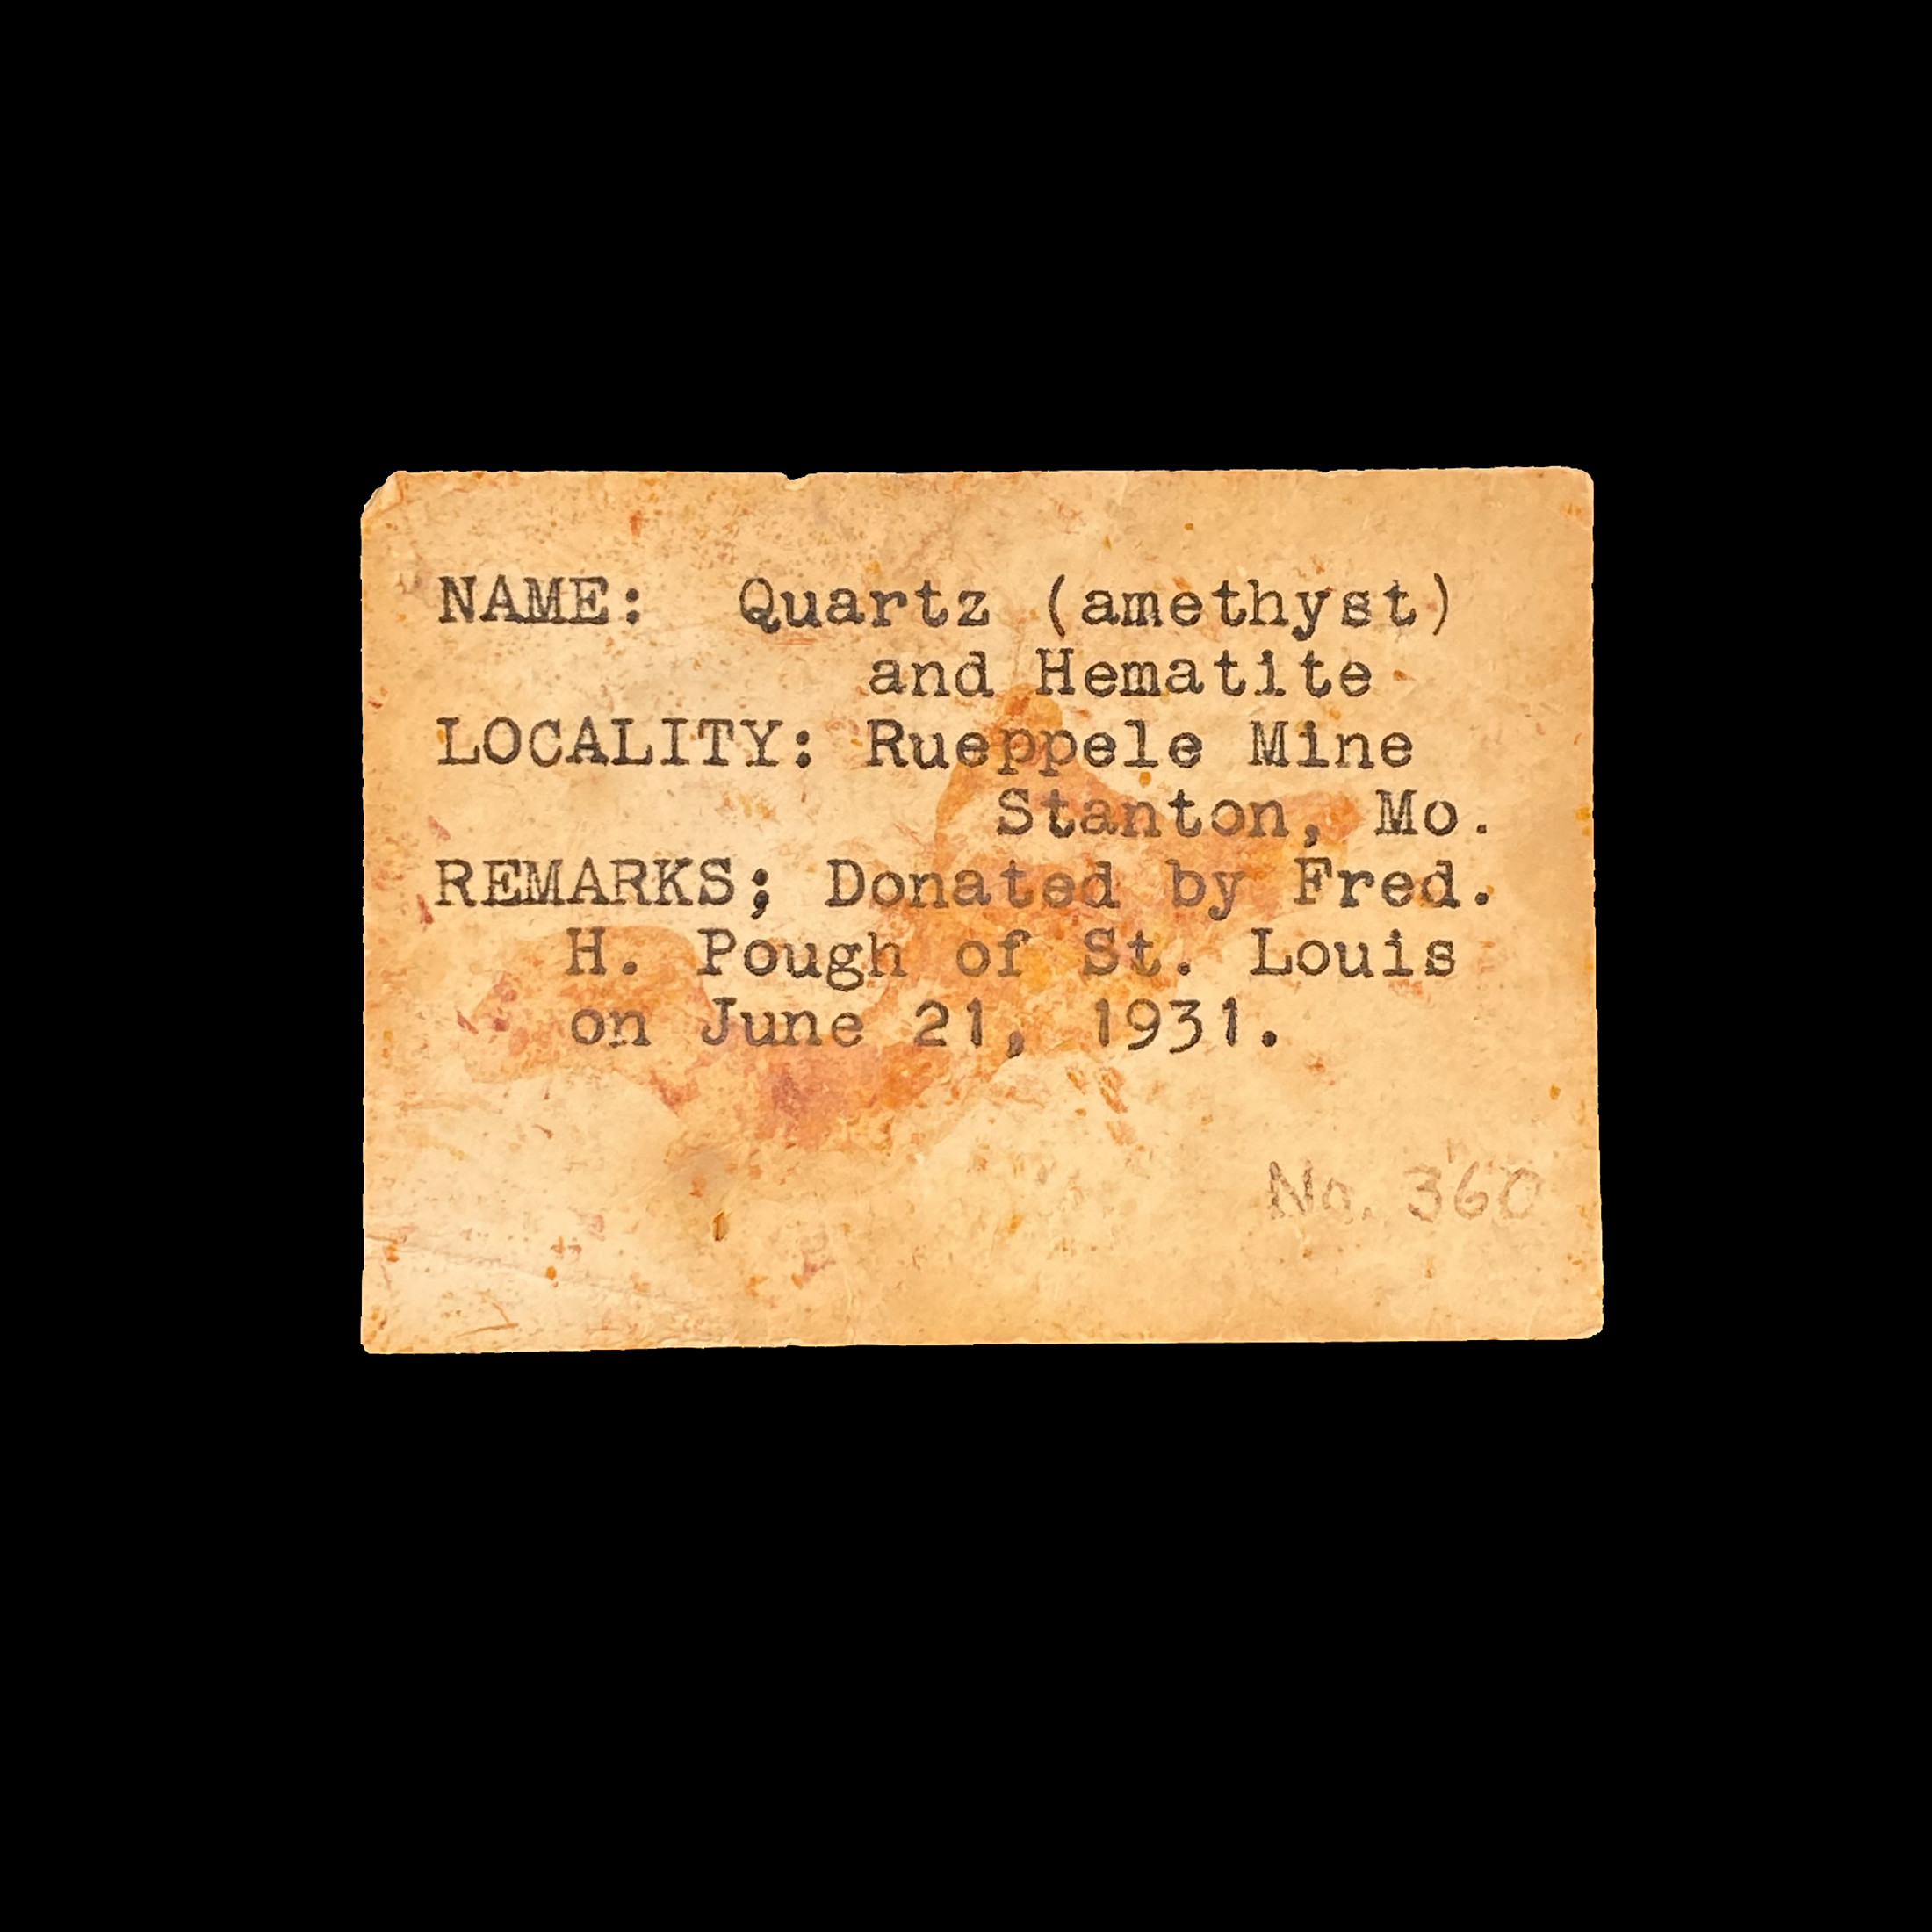 NAME: Quartz (amethyst)
and Hematite
LOCALITY: Rueppele Mine
Stanton, Mo.
REMARKS; Donated by Fred.
H. Pough of St. Louis
on June 21, 1931.
No. 360